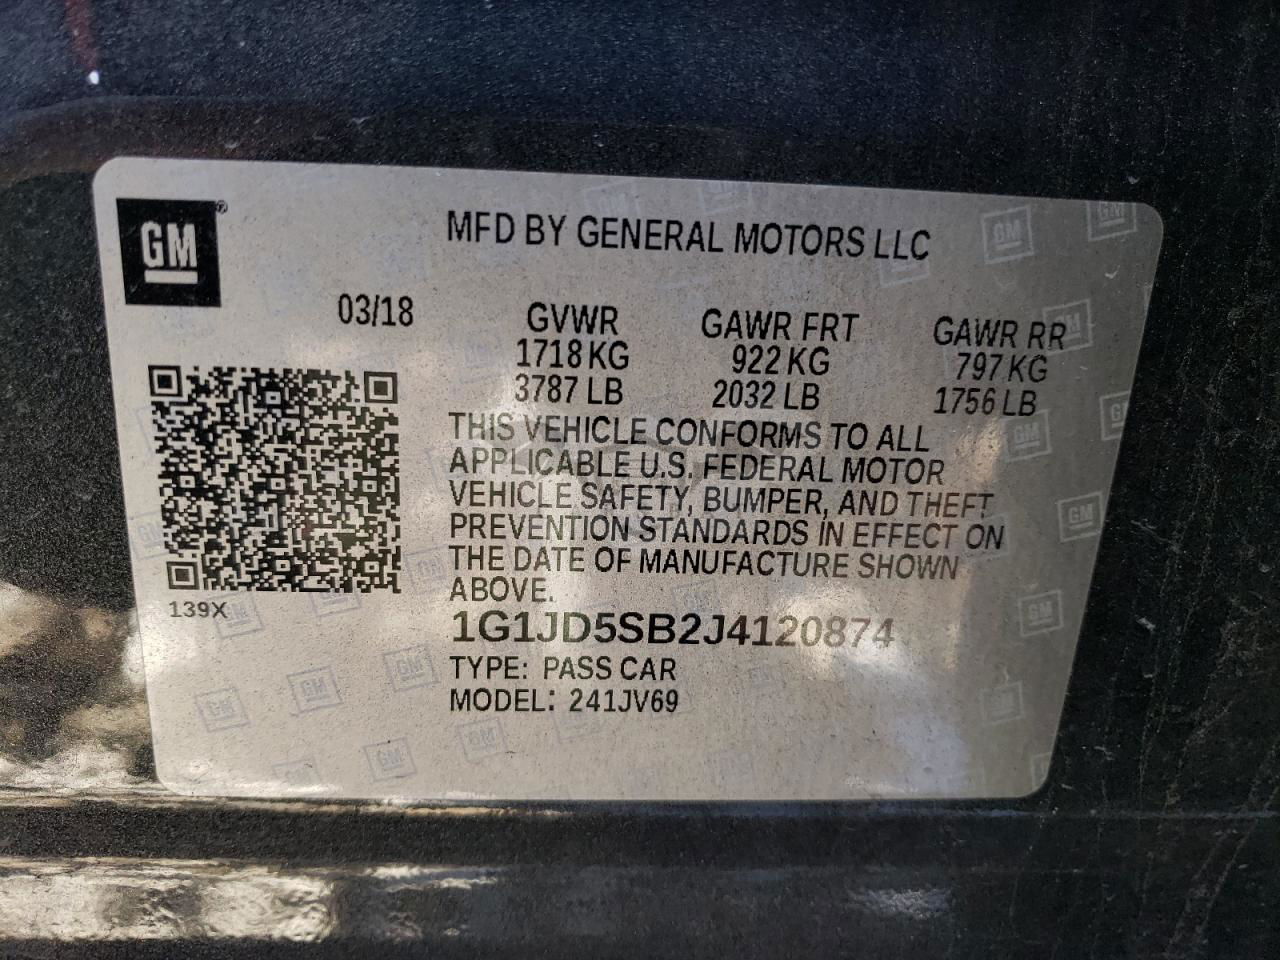 GM®
MFD BY GENERAL MOTORS LLC
03/18
GVWR GAWR FRT GAWR RR
1718 KG 922 KG 797 KG
3787 LB 2032 LB 1756 LB
THIS VEHICLE CONFORMS TO ALL
APPLICABLE U.S. FEDERAL MOTOR
VEHICLE SAFETY, BUMPER, AND THEFT
PREVENTION STANDARDS IN EFFECT ON
THE DATE OF MANUFACTURE SHOWN
ABOVE.
139X
1G1JD5SB2J4120874
TYPE: PASS CAR
MODEL: 241JV69